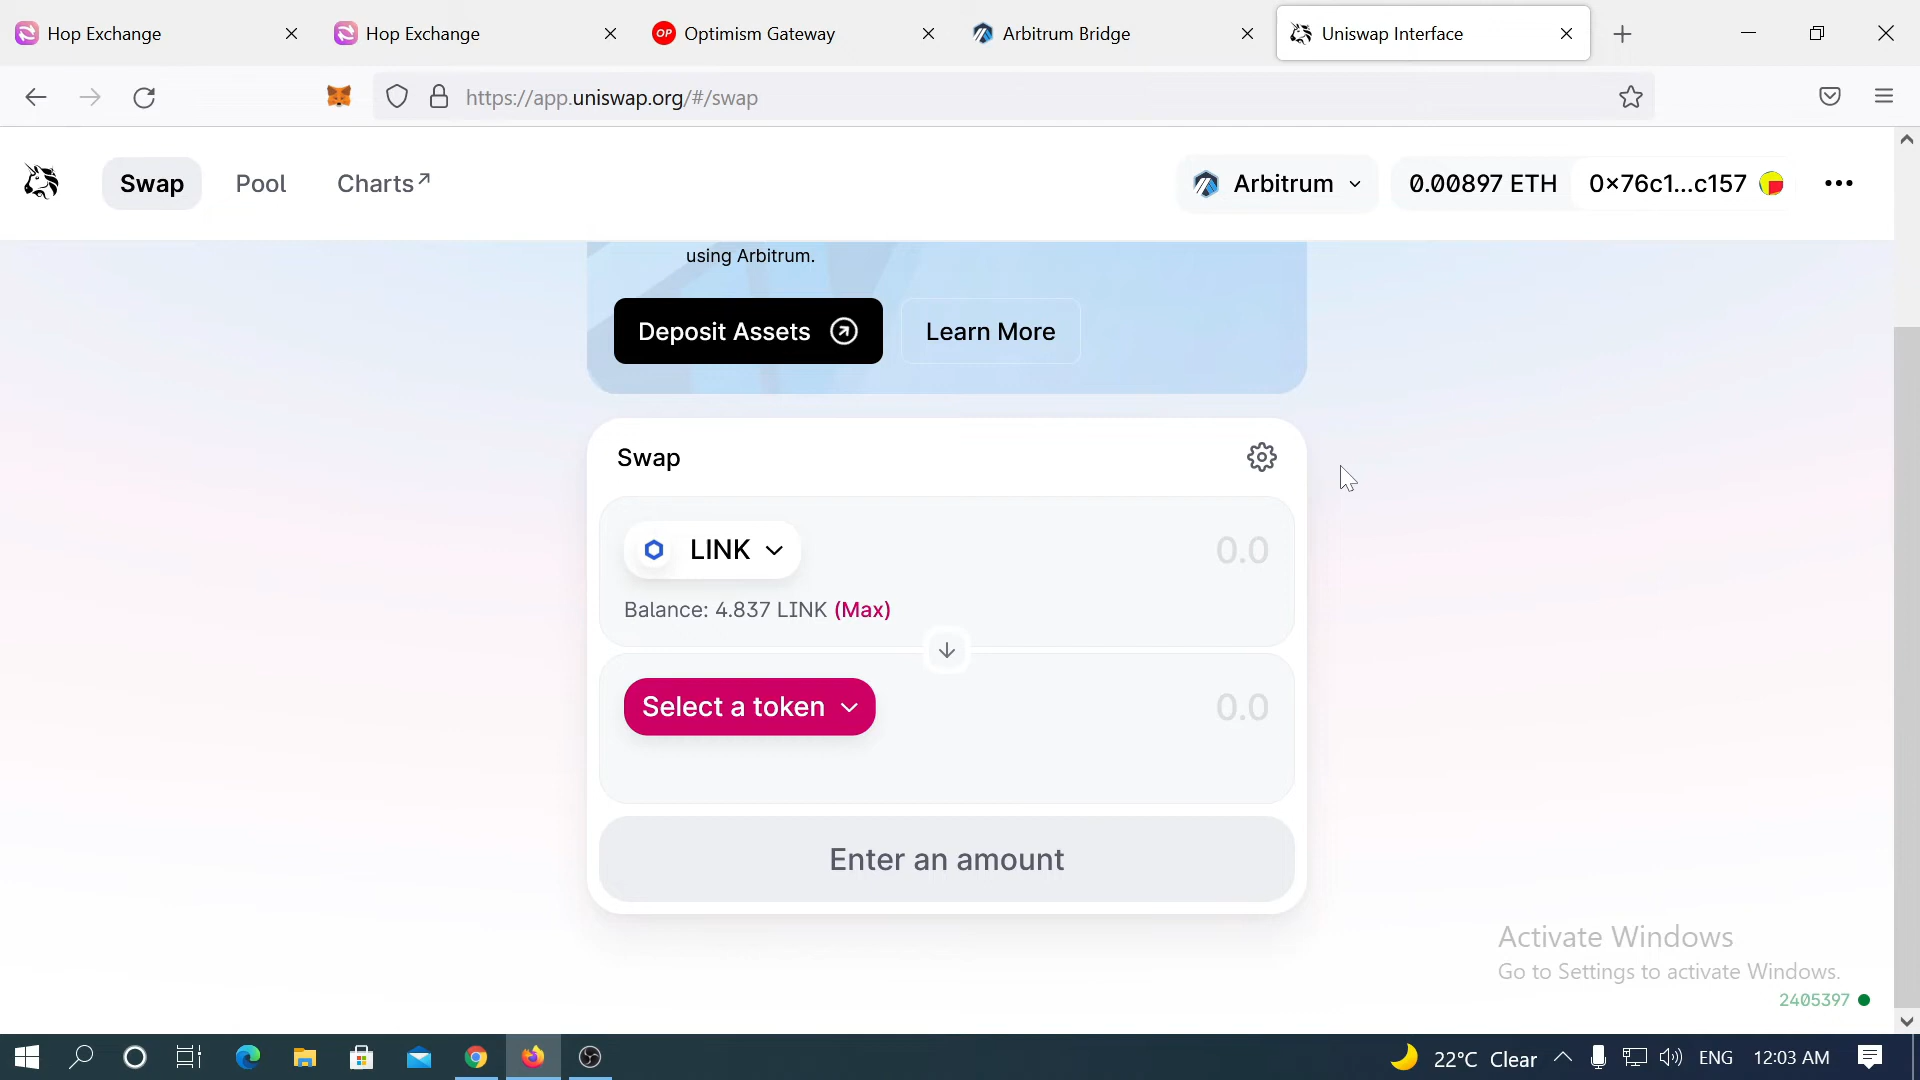 Hop Exchange
Hop Exchange
OP Optimism Gateway
Arbitrum Bridge
Uniswap Interface
https://app.uniswap.org/#/swap
Swap
Pool
Charts↗
Arbitrum
0.00897 ETH
0×76c1...c157
using Arbitrum.
Deposit Assets
Learn More
Swap
LINK
0.0
Balance: 4.837 LINK (Max)
Select a token
0.0
Enter an amount
Activate Windows
Go to Settings to activate Windows.
2405397
22°C Clear
ENG
12:03 AM